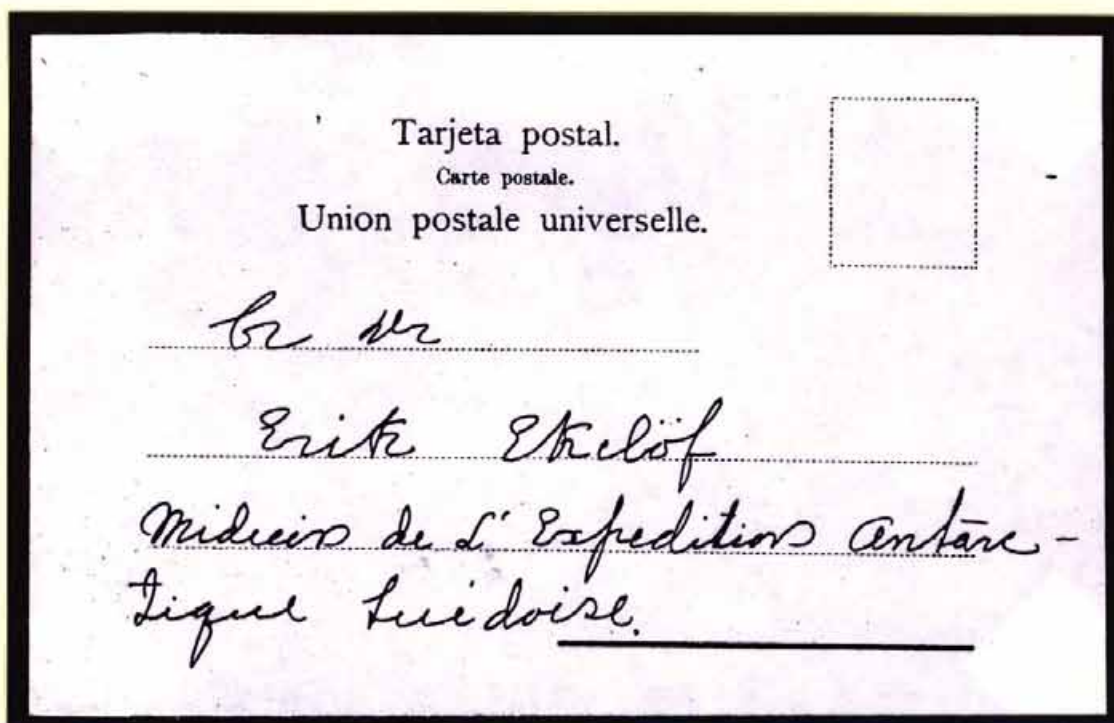 Tarjeta postal.
Carte postale.
Union postale universelle.
Erik Ekelöf
Médecin de L'Expedition Antarc-
tique Suédoise.